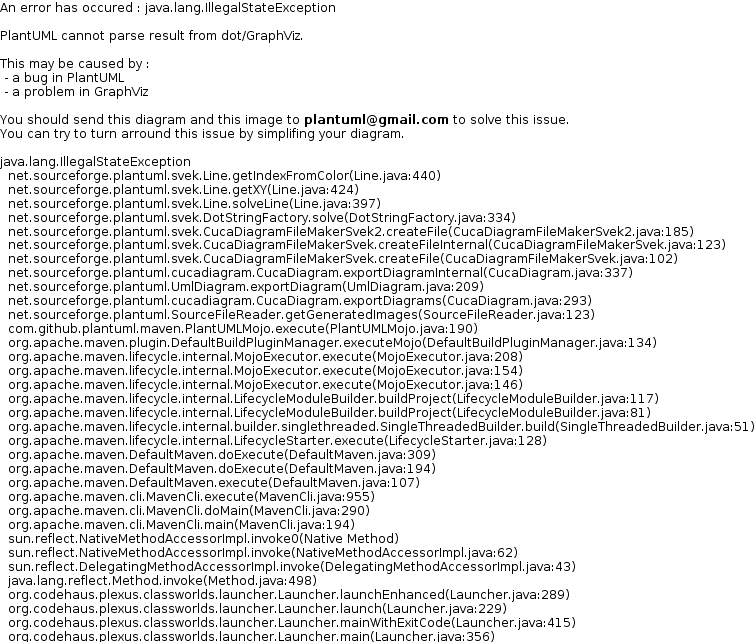 An error has occured : java.lang.IllegalStateException
PlantUML cannot parse result from dot/GraphViz.
This may be caused by :
- a bug in PlantUML
- a problem in GraphViz
You should send this diagram and this image to plantuml@gmail.com to solve this issue.
You can try to turn arround this issue by simplifing your diagram.
java.lang.IllegalStateException
net.sourceforge.plantuml.svek.Line.getIndexFromColor(Line.java:440)
net.sourceforge.plantuml.svek.Line.getXY(Line.java:424)
net.sourceforge.plantuml.svek.Line.solveLine(Line.java:397)
net.sourceforge.plantuml.svek.DotStringFactory.solve(DotStringFactory.java:334)
net.sourceforge.plantuml.svek.CucaDiagramFileMakerSvek2.createFile(CucaDiagramFileMakerSvek2.java:185)
net.sourceforge.plantuml.svek.CucaDiagramFileMakerSvek.createFileInternal(CucaDiagramFileMakerSvek.java:123)
net.sourceforge.plantuml.svek.CucaDiagramFileMakerSvek.createFile(CucaDiagramFileMakerSvek.java:102)
net.sourceforge.plantuml.cucadiagram.CucaDiagram.exportDiagramInternal(CucaDiagram.java:337)
net.sourceforge.plantuml.UmlDiagram.exportDiagram(UmlDiagram.java:209)
net.sourceforge.plantuml.cucadiagram.CucaDiagram.exportDiagrams(CucaDiagram.java:293)
net.sourceforge.plantuml.SourceFileReader.getGeneratedImages(SourceFileReader.java:123)
com.github.plantuml.maven.PlantUMLMojo.execute(PlantUMLMojo.java:190)
org.apache.maven.plugin.DefaultBuildPluginManager.executeMojo(DefaultBuildPluginManager.java:134)
org.apache.maven.lifecycle.internal.MojoExecutor.execute(MojoExecutor.java:208)
org.apache.maven.lifecycle.internal.MojoExecutor.execute(MojoExecutor.java:154)
org.apache.maven.lifecycle.internal.MojoExecutor.execute(MojoExecutor.java:146)
org.apache.maven.lifecycle.internal.LifecycleModuleBuilder.buildProject(LifecycleModuleBuilder.java:117)
org.apache.maven.lifecycle.internal.LifecycleModuleBuilder.buildProject(LifecycleModuleBuilder.java:81)
org.apache.maven.lifecycle.internal.builder.singlethreaded.SingleThreadedBuilder.build(SingleThreadedBuilder.java:51)
org.apache.maven.lifecycle.internal.LifecycleStarter.execute(LifecycleStarter.java:128)
org.apache.maven.DefaultMaven.doExecute(DefaultMaven.java:309)
org.apache.maven.DefaultMaven.doExecute(DefaultMaven.java:194)
org.apache.maven.DefaultMaven.execute(DefaultMaven.java:107)
org.apache.maven.cli.MavenCli.execute(MavenCli.java:955)
org.apache.maven.cli.MavenCli.doMain(MavenCli.java:290)
org.apache.maven.cli.MavenCli.main(MavenCli.java:194)
sun.reflect.NativeMethodAccessorImpl.invoke0(Native Method)
sun.reflect.NativeMethodAccessorImpl.invoke(NativeMethodAccessorImpl.java:62)
sun.reflect.DelegatingMethodAccessorImpl.invoke(DelegatingMethodAccessorImpl.java:43)
java.lang.reflect.Method.invoke(Method.java:498)
org.codehaus.plexus.classworlds.launcher.Launcher.launchEnhanced(Launcher.java:289)
org.codehaus.plexus.classworlds.launcher.Launcher.launch(Launcher.java:229)
org.codehaus.plexus.classworlds.launcher.Launcher.mainWithExitCode(Launcher.java:415)
org.codehaus.plexus.classworlds.launcher.Launcher.main(Launcher.java:356)